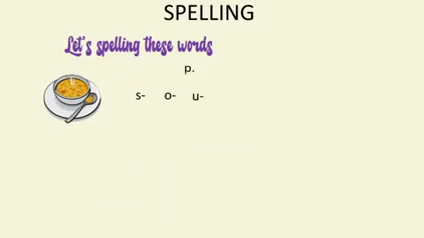 SPELLING
Let's spelling these words
p.
s- o- u-